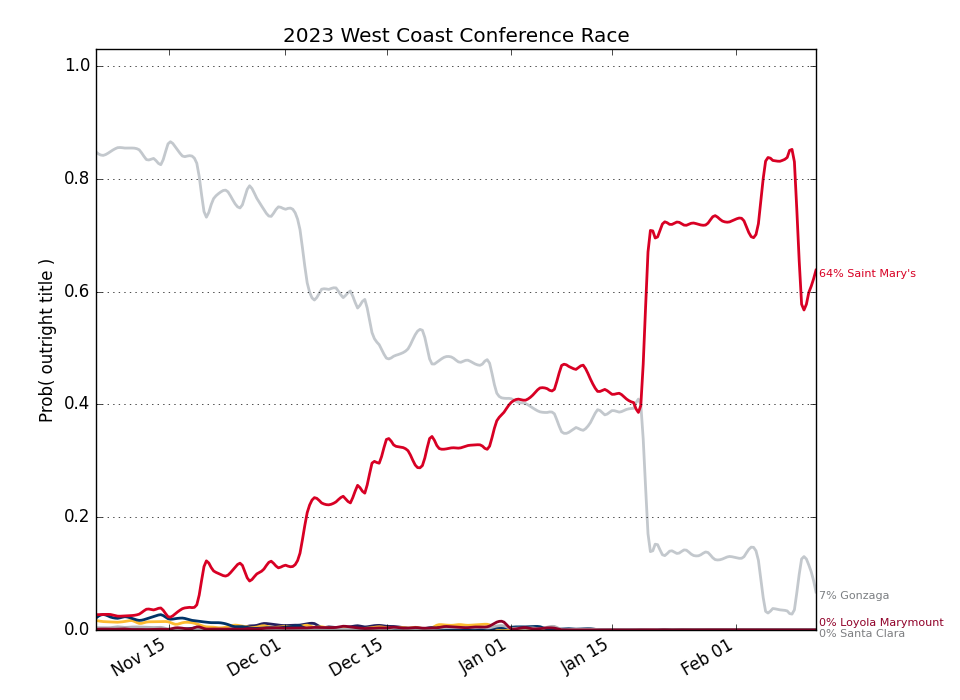 2023 West Coast Conference Race
Prob( outright title )
1.0
0.8
0.6
0.4
0.2
0.0
Nov 15
Dec 01
Dec 15
Jan 01
Jan 15
Feb 01
64% Saint Mary's
7% Gonzaga
0% Loyola Marymount
0% Santa Clara